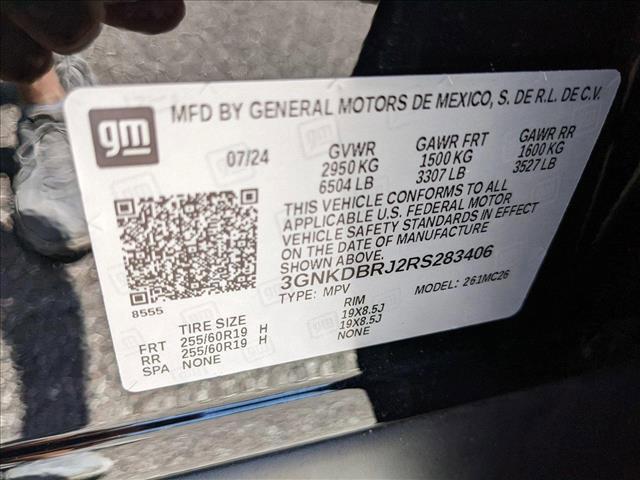 gm
MFD BY GENERAL MOTORS DE MEXICO, S. DE R.L. DE C.V.
07/24 GVWR GAWR FRT GAWR RR
2950 KG 1500 KG 1600 KG
6504 LB 3307 LB 3527 LB
THIS VEHICLE CONFORMS TO ALL
APPLICABLE U.S. FEDERAL MOTOR
VEHICLE SAFETY STANDARDS IN EFFECT
ON THE DATE OF MANUFACTURE
SHOWN ABOVE.
3GNKDBRJ2RS283406
TYPE: MPV MODEL: 261MC26
8555
TIRE SIZE RIM
FRT 255/60R19 H 19X8.5J
RR 255/60R19 H 19X8.5J
SPA NONE NONE